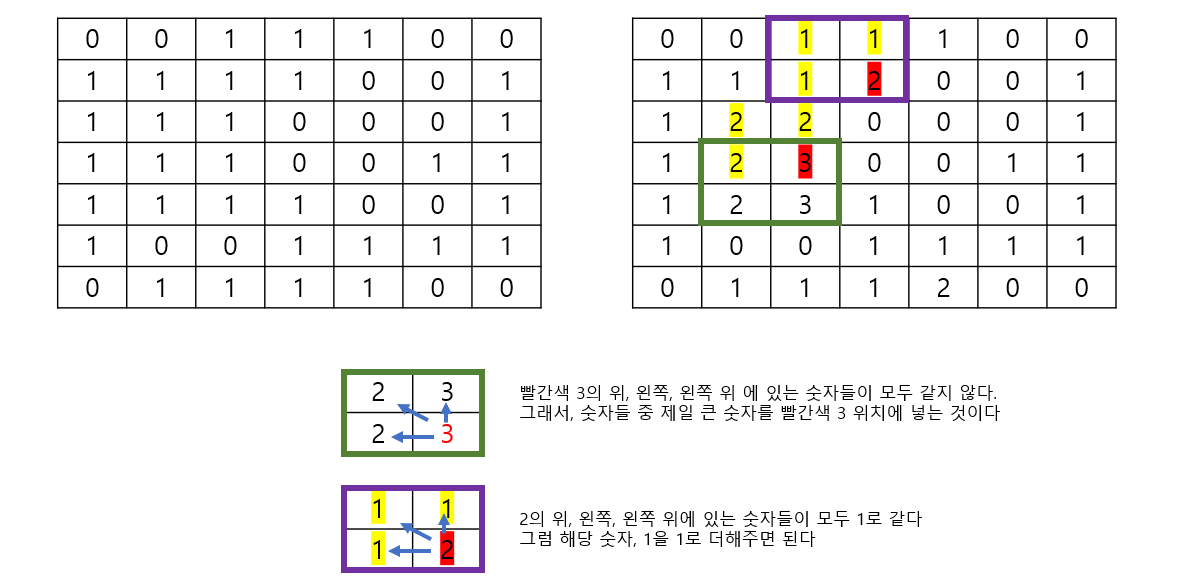 0 0 1 1 1 0 0
1 1 1 1 0 0 1
1 1 1 0 0 0 1
1 1 1 0 0 1 1
1 1 1 1 0 0 1
1 0 0 1 1 1 1
0 1 1 1 1 0 0
0 0 1 1 1 0 0
1 1 1 2 0 0 1
1 2 2 0 0 0 1
1 2 3 0 0 1 1
1 2 3 1 0 0 1
1 0 0 1 1 1 1
0 1 1 1 2 0 0
2 3
2 3
빨간색 3의 위, 왼쪽, 왼쪽 위 에 있는 숫자들이 모두 같지 않다.
그래서, 숫자들 중 제일 큰 숫자를 빨간색 3 위치에 넣는 것이다
1 1
1 2
2의 위, 왼쪽, 왼쪽 위에 있는 숫자들이 모두 1로 같다
그럼 해당 숫자, 1을 1로 더해주면 된다